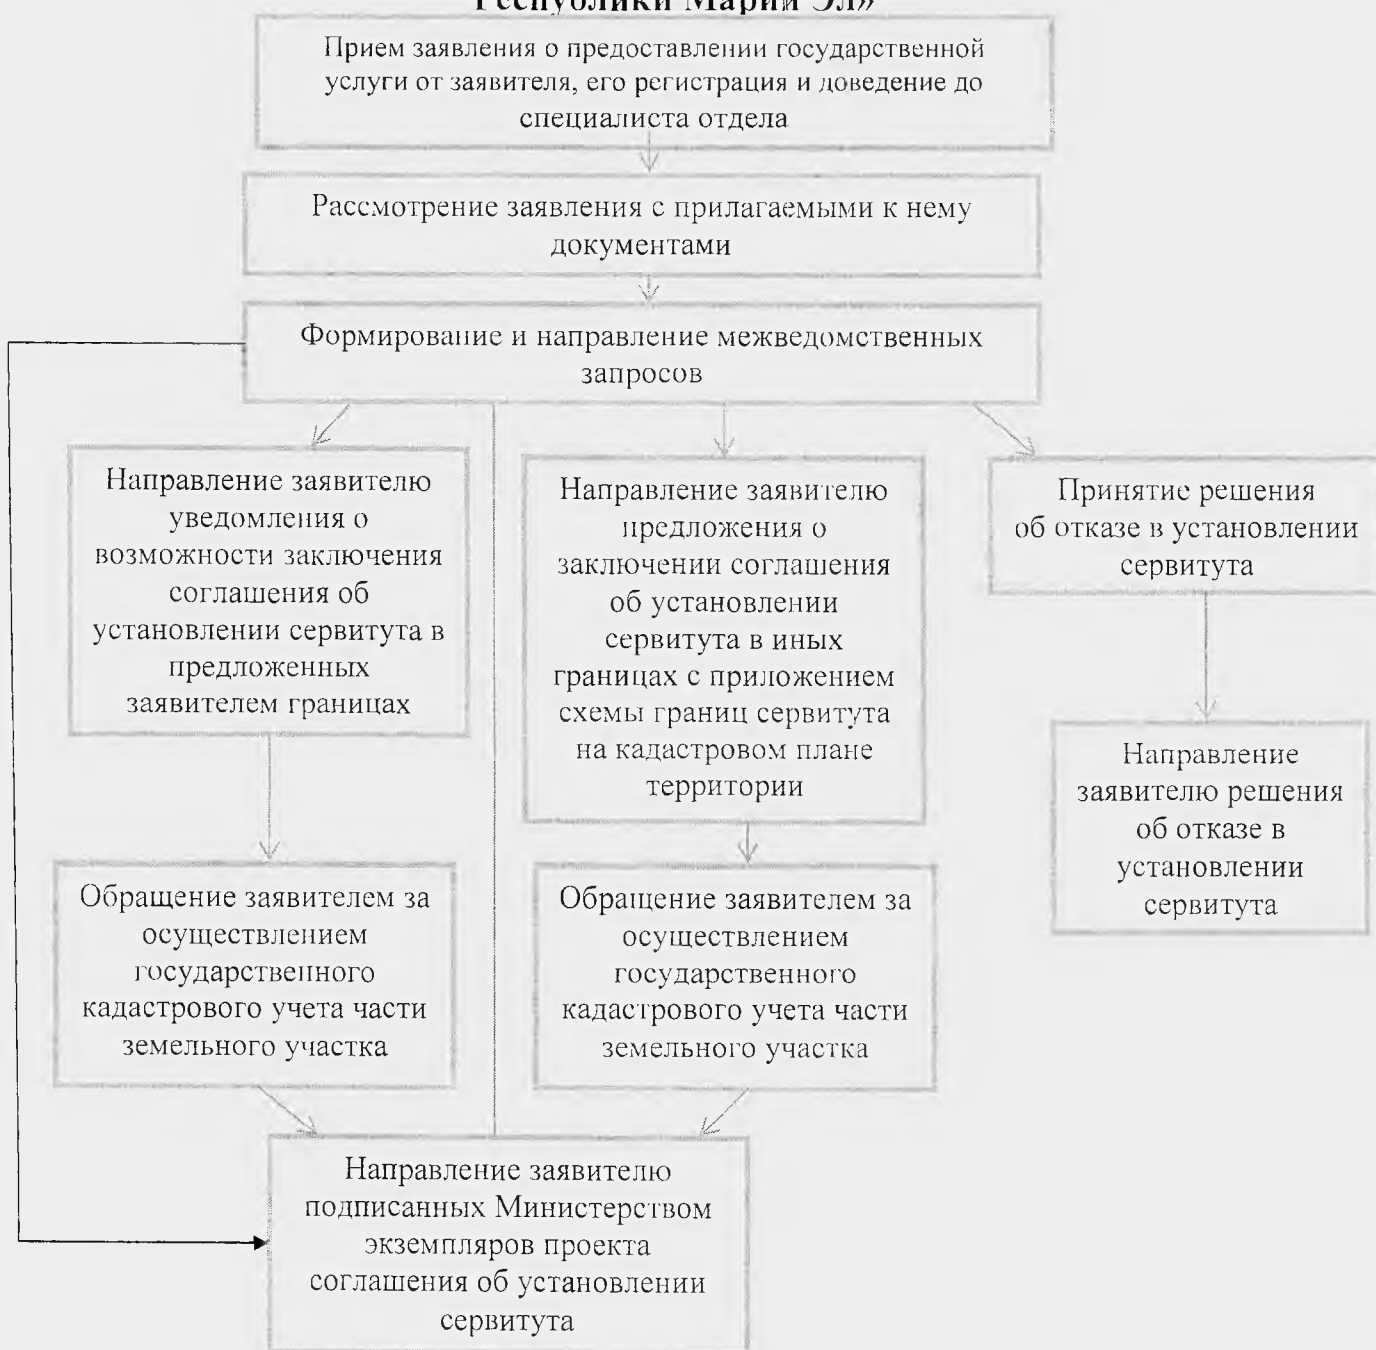 Республики Марий Эл»
Прием заявления о предоставлении государственной
услуги от заявителя, его регистрация и доведение до
специалиста отдела
Рассмотрение заявления с прилагаемыми к нему
документами
Формирование и направление межведомственных
запросов
Направление заявителю
уведомления о
возможности заключения
соглашения об
установлении сервитута в
предложенных
заявителем границах
Направление заявителю
предложения о
заключении соглашения
об установлении
сервитута в иных
границах с приложением
схемы границ сервитута
на кадастровом плане
территории
Принятие решения
об отказе в установлении
сервитута
Направление
заявителю решения
об отказе в
установлении
сервитута
Обращение заявителем за
осуществлением
государственного
кадастрового учета части
земельного участка
Обращение заявителем за
осуществлением
государственного
кадастрового учета части
земельного участка
Направление заявителю
подписанных Министерством
экземпляров проекта
соглашения об установлении
сервитута